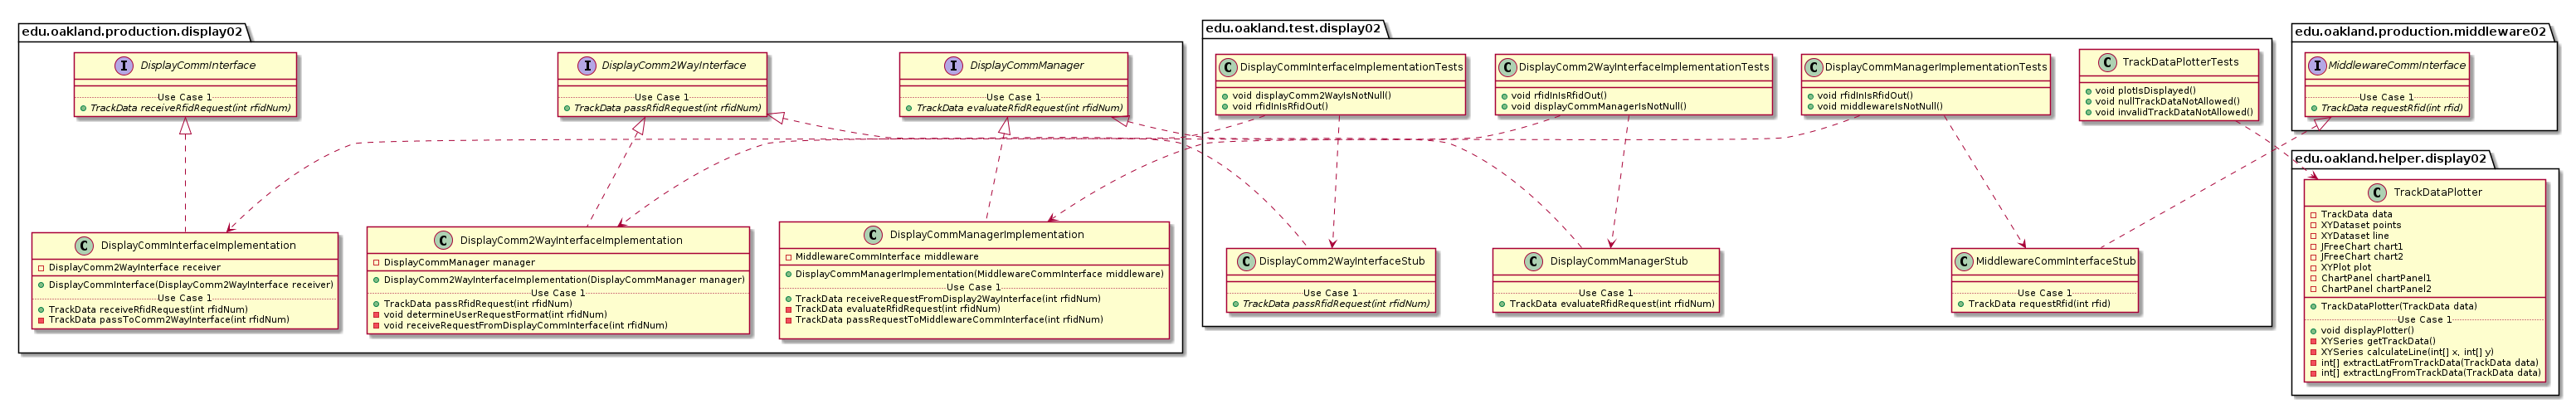 edu.oakland.production.display02
I DisplayCommInterface
Use Case 1
TrackData receiveRfidRequest(int rfidNum)
I DisplayComm2WayInterface
Use Case 1
TrackData passRfidRequest(int rfidNum)
I DisplayCommManager
Use Case 1
TrackData evaluateRfidRequest(int rfidNum)
C DisplayCommInterfaceImplementation
DisplayComm2WayInterface receiver
DisplayCommInterface(DisplayComm2WayInterface receiver)
Use Case 1
TrackData receiveRfidRequest(int rfidNum)
TrackData passToComm2WayInterface(int rfidNum)
C DisplayComm2WayInterfaceImplementation
DisplayCommManager manager
DisplayComm2WayInterfaceImplementation(DisplayCommManager manager)
Use Case 1
TrackData passRfidRequest(int rfidNum)
void determineUserRequestFormat(int rfidNum)
void receiveRequestFromDisplayCommInterface(int rfidNum)
C DisplayCommManagerImplementation
MiddlewareCommInterface middleware
DisplayCommManagerImplementation(MiddlewareCommInterface middleware)
Use Case 1
TrackData receiveRequestFromDisplay2WayInterface(int rfidNum)
TrackData evaluateRfidRequest(int rfidNum)
TrackData passRequestToMiddlewareCommInterface(int rfidNum)
edu.oakland.test.display02
C DisplayCommInterfaceImplementationTests
void displayComm2WayIsNotNull()
void rfidInIsRfidOut()
C DisplayComm2WayInterfaceImplementationTests
void rfidInIsRfidOut()
void displayCommManagerIsNotNull()
C DisplayCommManagerImplementationTests
void rfidInIsRfidOut()
void middlewareIsNotNull()
C TrackDataPlotterTests
void plotIsDisplayed()
void nullTrackDataNotAllowed()
void invalidTrackDataNotAllowed()
C DisplayComm2WayInterfaceStub
Use Case 1
TrackData passRfidRequest(int rfidNum)
C DisplayCommManagerStub
Use Case 1
TrackData evaluateRfidRequest(int rfidNum)
C MiddlewareCommInterfaceStub
Use Case 1
TrackData requestRfid(int rfid)
edu.oakland.production.middleware02
I MiddlewareCommInterface
Use Case 1
TrackData requestRfid(int rfid)
edu.oakland.helper.display02
C TrackDataPlotter
TrackData data
XYDataset points
XYDataset line
JFreeChart chart1
JFreeChart chart2
XYPlot plot
ChartPanel chartPanel1
ChartPanel chartPanel2
TrackDataPlotter(TrackData data)
Use Case 1
void displayPlotter()
XYSeries getTrackData()
XYSeries calculateLine(int[] x, int[] y)
int[] extractLatFromTrackData(TrackData data)
int[] extractLngFromTrackData(TrackData data)